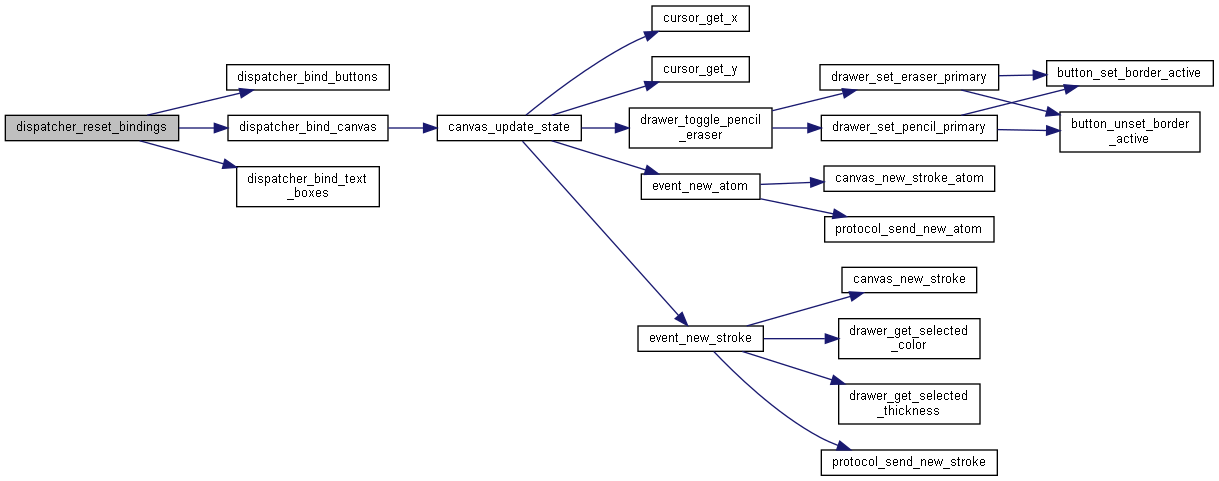 cursor_get_x
dispatcher_bind_buttons
cursor_get_y
drawer_set_eraser_primary
button_set_border_active
dispatcher_reset_bindings
dispatcher_bind_canvas
canvas_update_state
drawer_toggle_pencil
_eraser
drawer_set_pencil_primary
button_unset_border
_active
dispatcher_bind_text
_boxes
event_new_atom
canvas_new_stroke_atom
protocol_send_new_atom
canvas_new_stroke
event_new_stroke
drawer_get_selected
_color
drawer_get_selected
_thickness
protocol_send_new_stroke